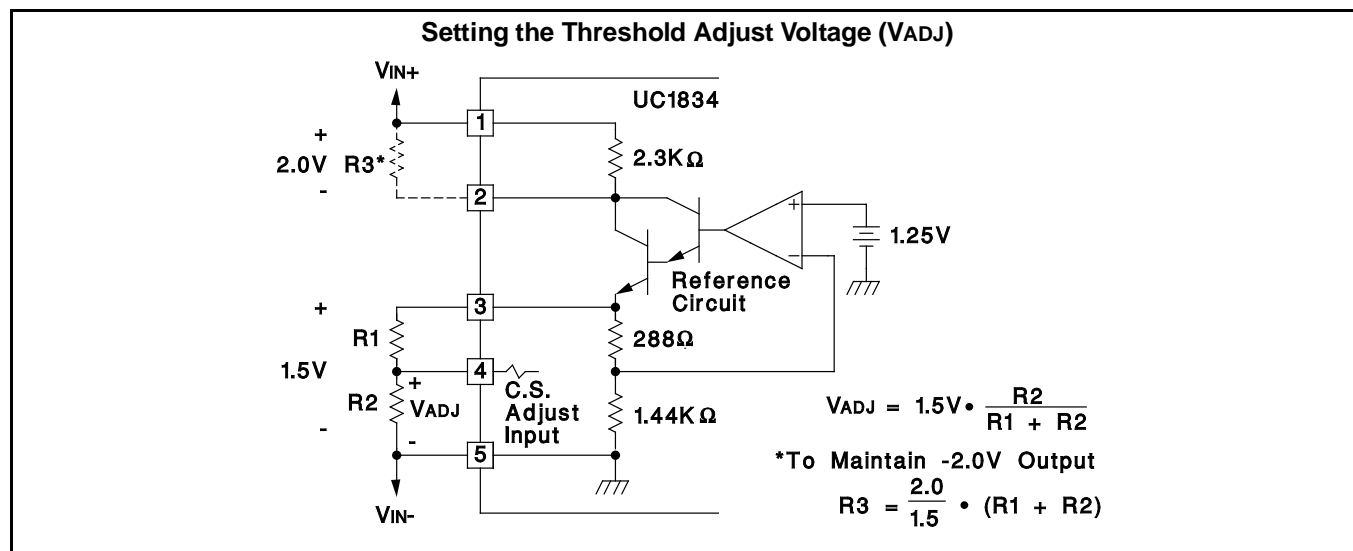 Setting the Threshold Adjust Voltage (VADJ)
VIN+
UC1834
1
+
2.0V R3*
-
2.3KΩ
2
+
-
1.25V
Reference
Circuit
3
+
R1
288Ω
1.5V
4
C.S.
Adjust
Input
R2
+
VADJ
-
-
1.44KΩ
5
VIN-
VADJ = 1.5V • R2
R1 + R2
*To Maintain -2.0V Output
R3 = 2.0 • (R1 + R2)
1.5